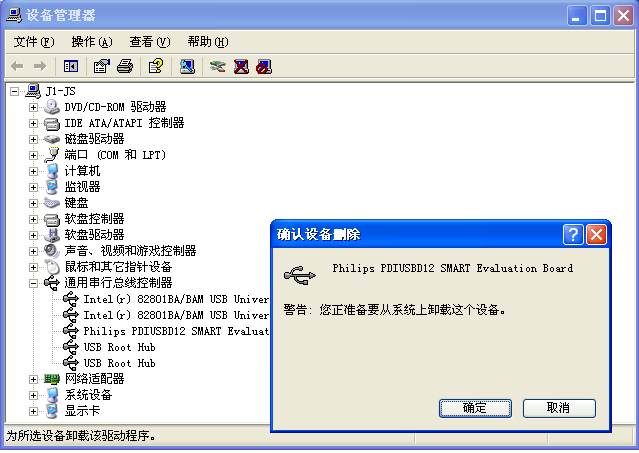 设备管理器
文件(F) 操作(A) 查看(V) 帮助(H)
J1-JS
DVD/CD-ROM 驱动器
IDE ATA/ATAPI 控制器
磁盘驱动器
端口 (COM 和 LPT)
计算机
监视器
键盘
软盘控制器
软盘驱动器
声音、视频和游戏控制器
鼠标和其它指针设备
通用串行总线控制器
Intel(r) 82801BA/BAM USB Univer
Intel(r) 82801BA/BAM USB Univer
Philips PDIUSBD12 SMART Evaluat
USB Root Hub
USB Root Hub
网络适配器
系统设备
显示卡
为所选设备卸载该驱动程序。
确认设备删除
Philips PDIUSBD12 SMART Evaluation Board
警告: 您正准备要从系统上卸载这个设备。
确定 取消